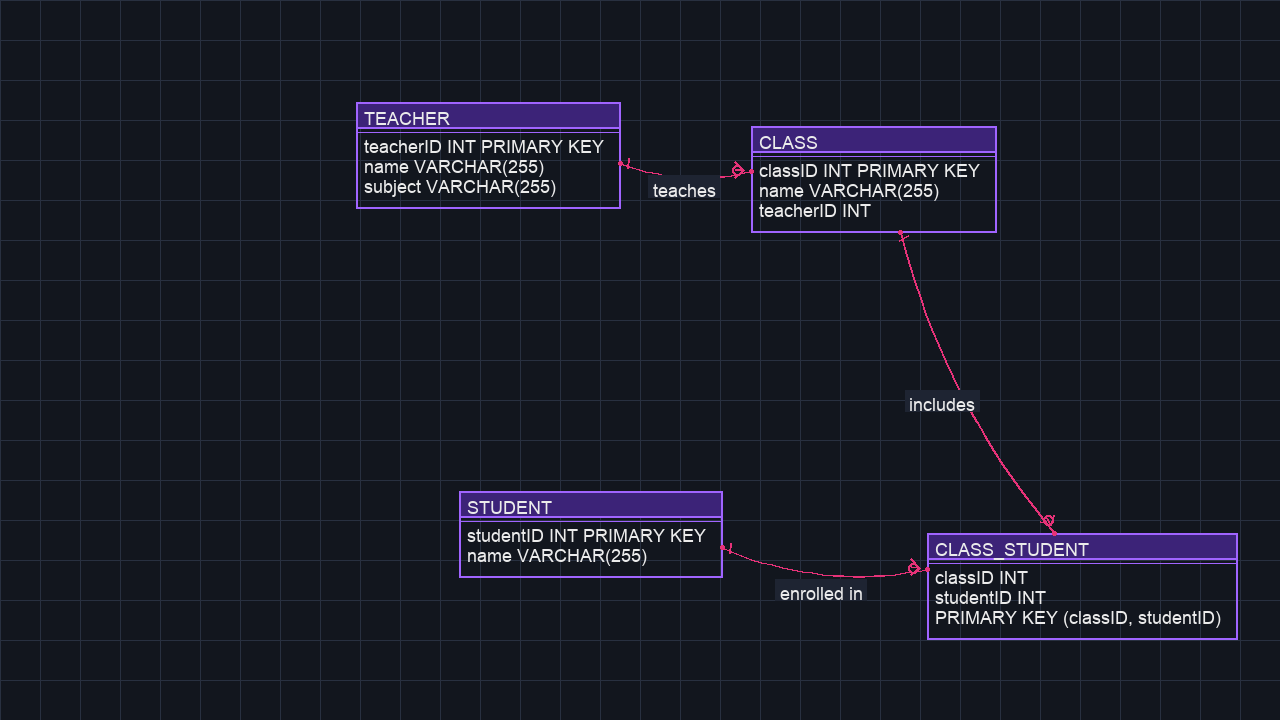 TEACHER
teacherID INT PRIMARY KEY
name VARCHAR(255)
subject VARCHAR(255)
teaches
CLASS
classID INT PRIMARY KEY
name VARCHAR(255)
teacherID INT
includes
STUDENT
studentID INT PRIMARY KEY
name VARCHAR(255)
enrolled in
CLASS_STUDENT
classID INT
studentID INT
PRIMARY KEY (classID, studentID)